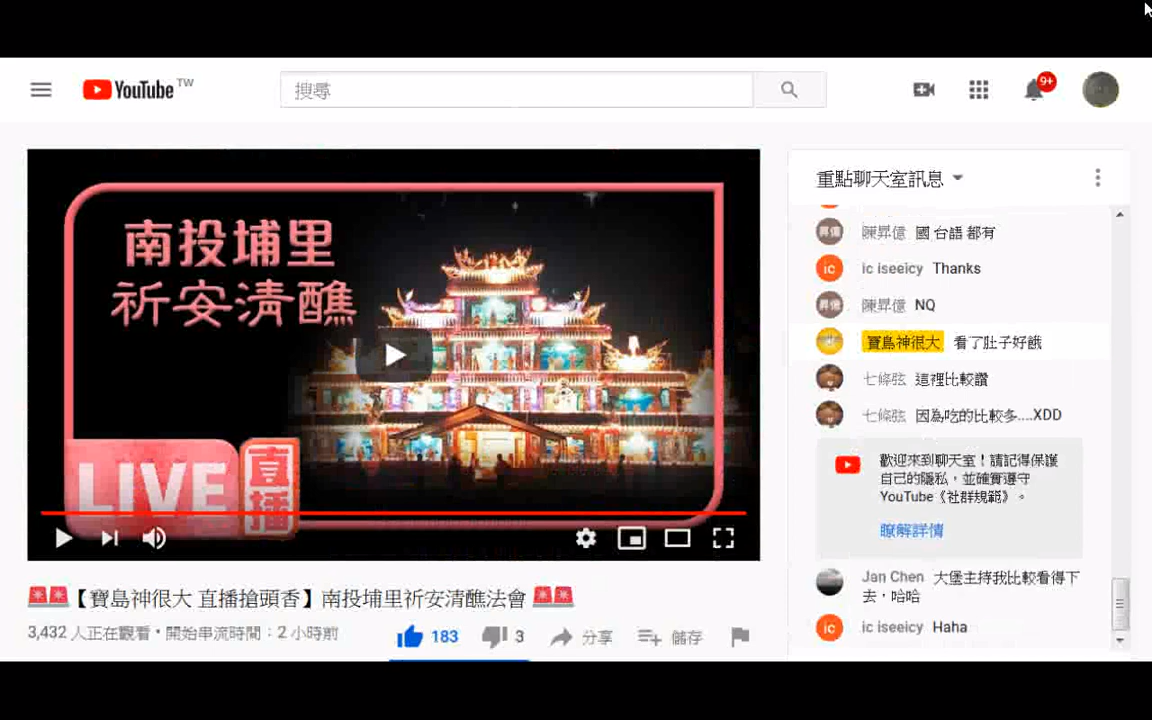 YouTube TW
搜尋
9+
南投埔里
祈安清醮
LIVE 直播
🚨🚨【寶島神很大 直播搶頭香】南投埔里祈安清醮法會 🚨🚨
3,432 人正在觀看 • 開始串流時間：2 小時前
183
3
分享
儲存
重點聊天室訊息
昇億 陳昇億 國 台語 都有
ic ic iseeicy Thanks
昇億 陳昇億 NQ
寶島神很大 看了肚子好餓
七條弦 這裡比較讚
七條弦 因為吃的比較多....XDD
歡迎來到聊天室！請記得保護
自己的隱私，並確實遵守
YouTube《社群規範》。
瞭解詳情
Jan Chen 大堡主持我比較看得下
去，哈哈
ic ic iseeicy Haha